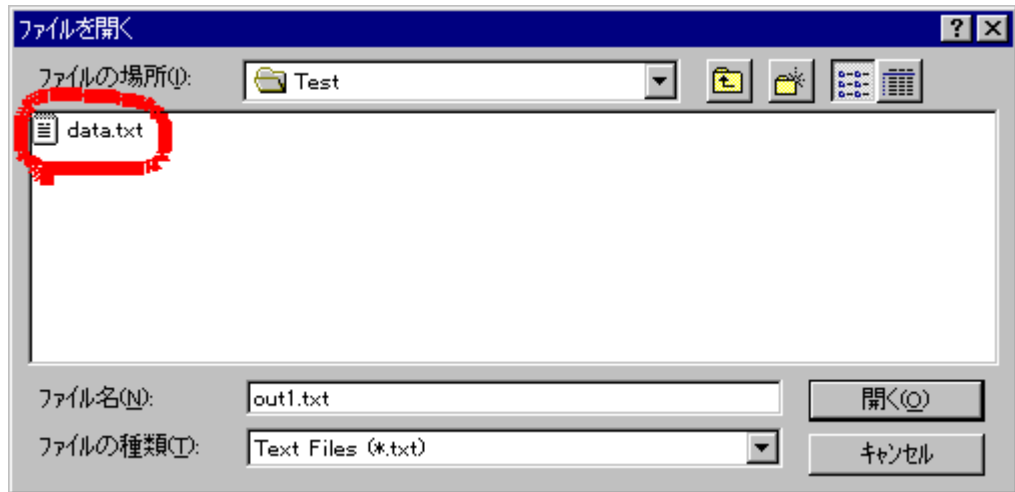 ファイルを開く
ファイルの場所(I): Test
data.txt
ファイル名(N): out1.txt 開く(O)
ファイルの種類(T): Text Files (*.txt) キャンセル